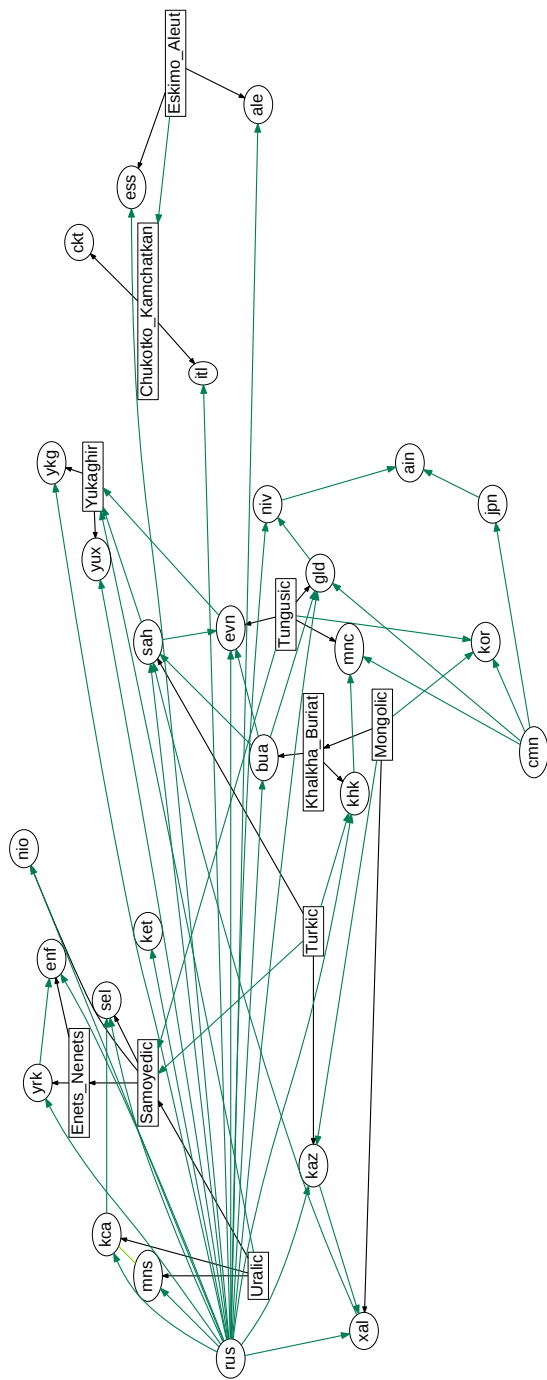 nio
enf
yrk
Enets_Nenets
sel
ket
Samoyedic
kca
mns
Uralic
rus
ykg
Yukaghir
yux
sah
evn
Tungusic
niv
gld
mnc
bua
Khalkha_Buriat
khk
Mongolic
kor
cmn
jpn
ain
Turkic
kaz
xal
ckt
Chukotko_Kamchatkan
itl
ess
Eskimo_Aleut
ale